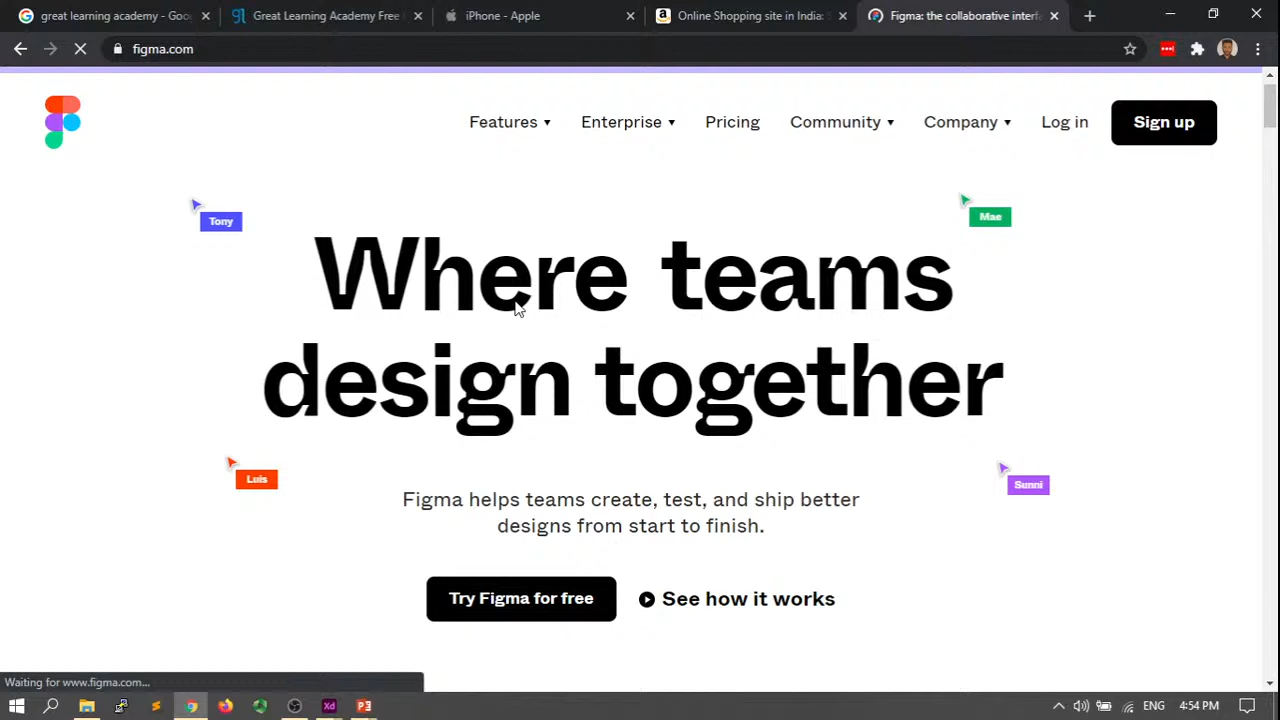 great learning academy - Goo
Great Learning Academy Free
iPhone - Apple
Online Shopping site in India:
Figma: the collaborative interfa
figma.com
Features Enterprise Pricing Community Company Log in Sign up
Tony
Mae
Where teams
design together
Luis
Sunni
Figma helps teams create, test, and ship better
designs from start to finish.
Try Figma for free
See how it works
Waiting for www.figma.com...
ENG 4:54 PM